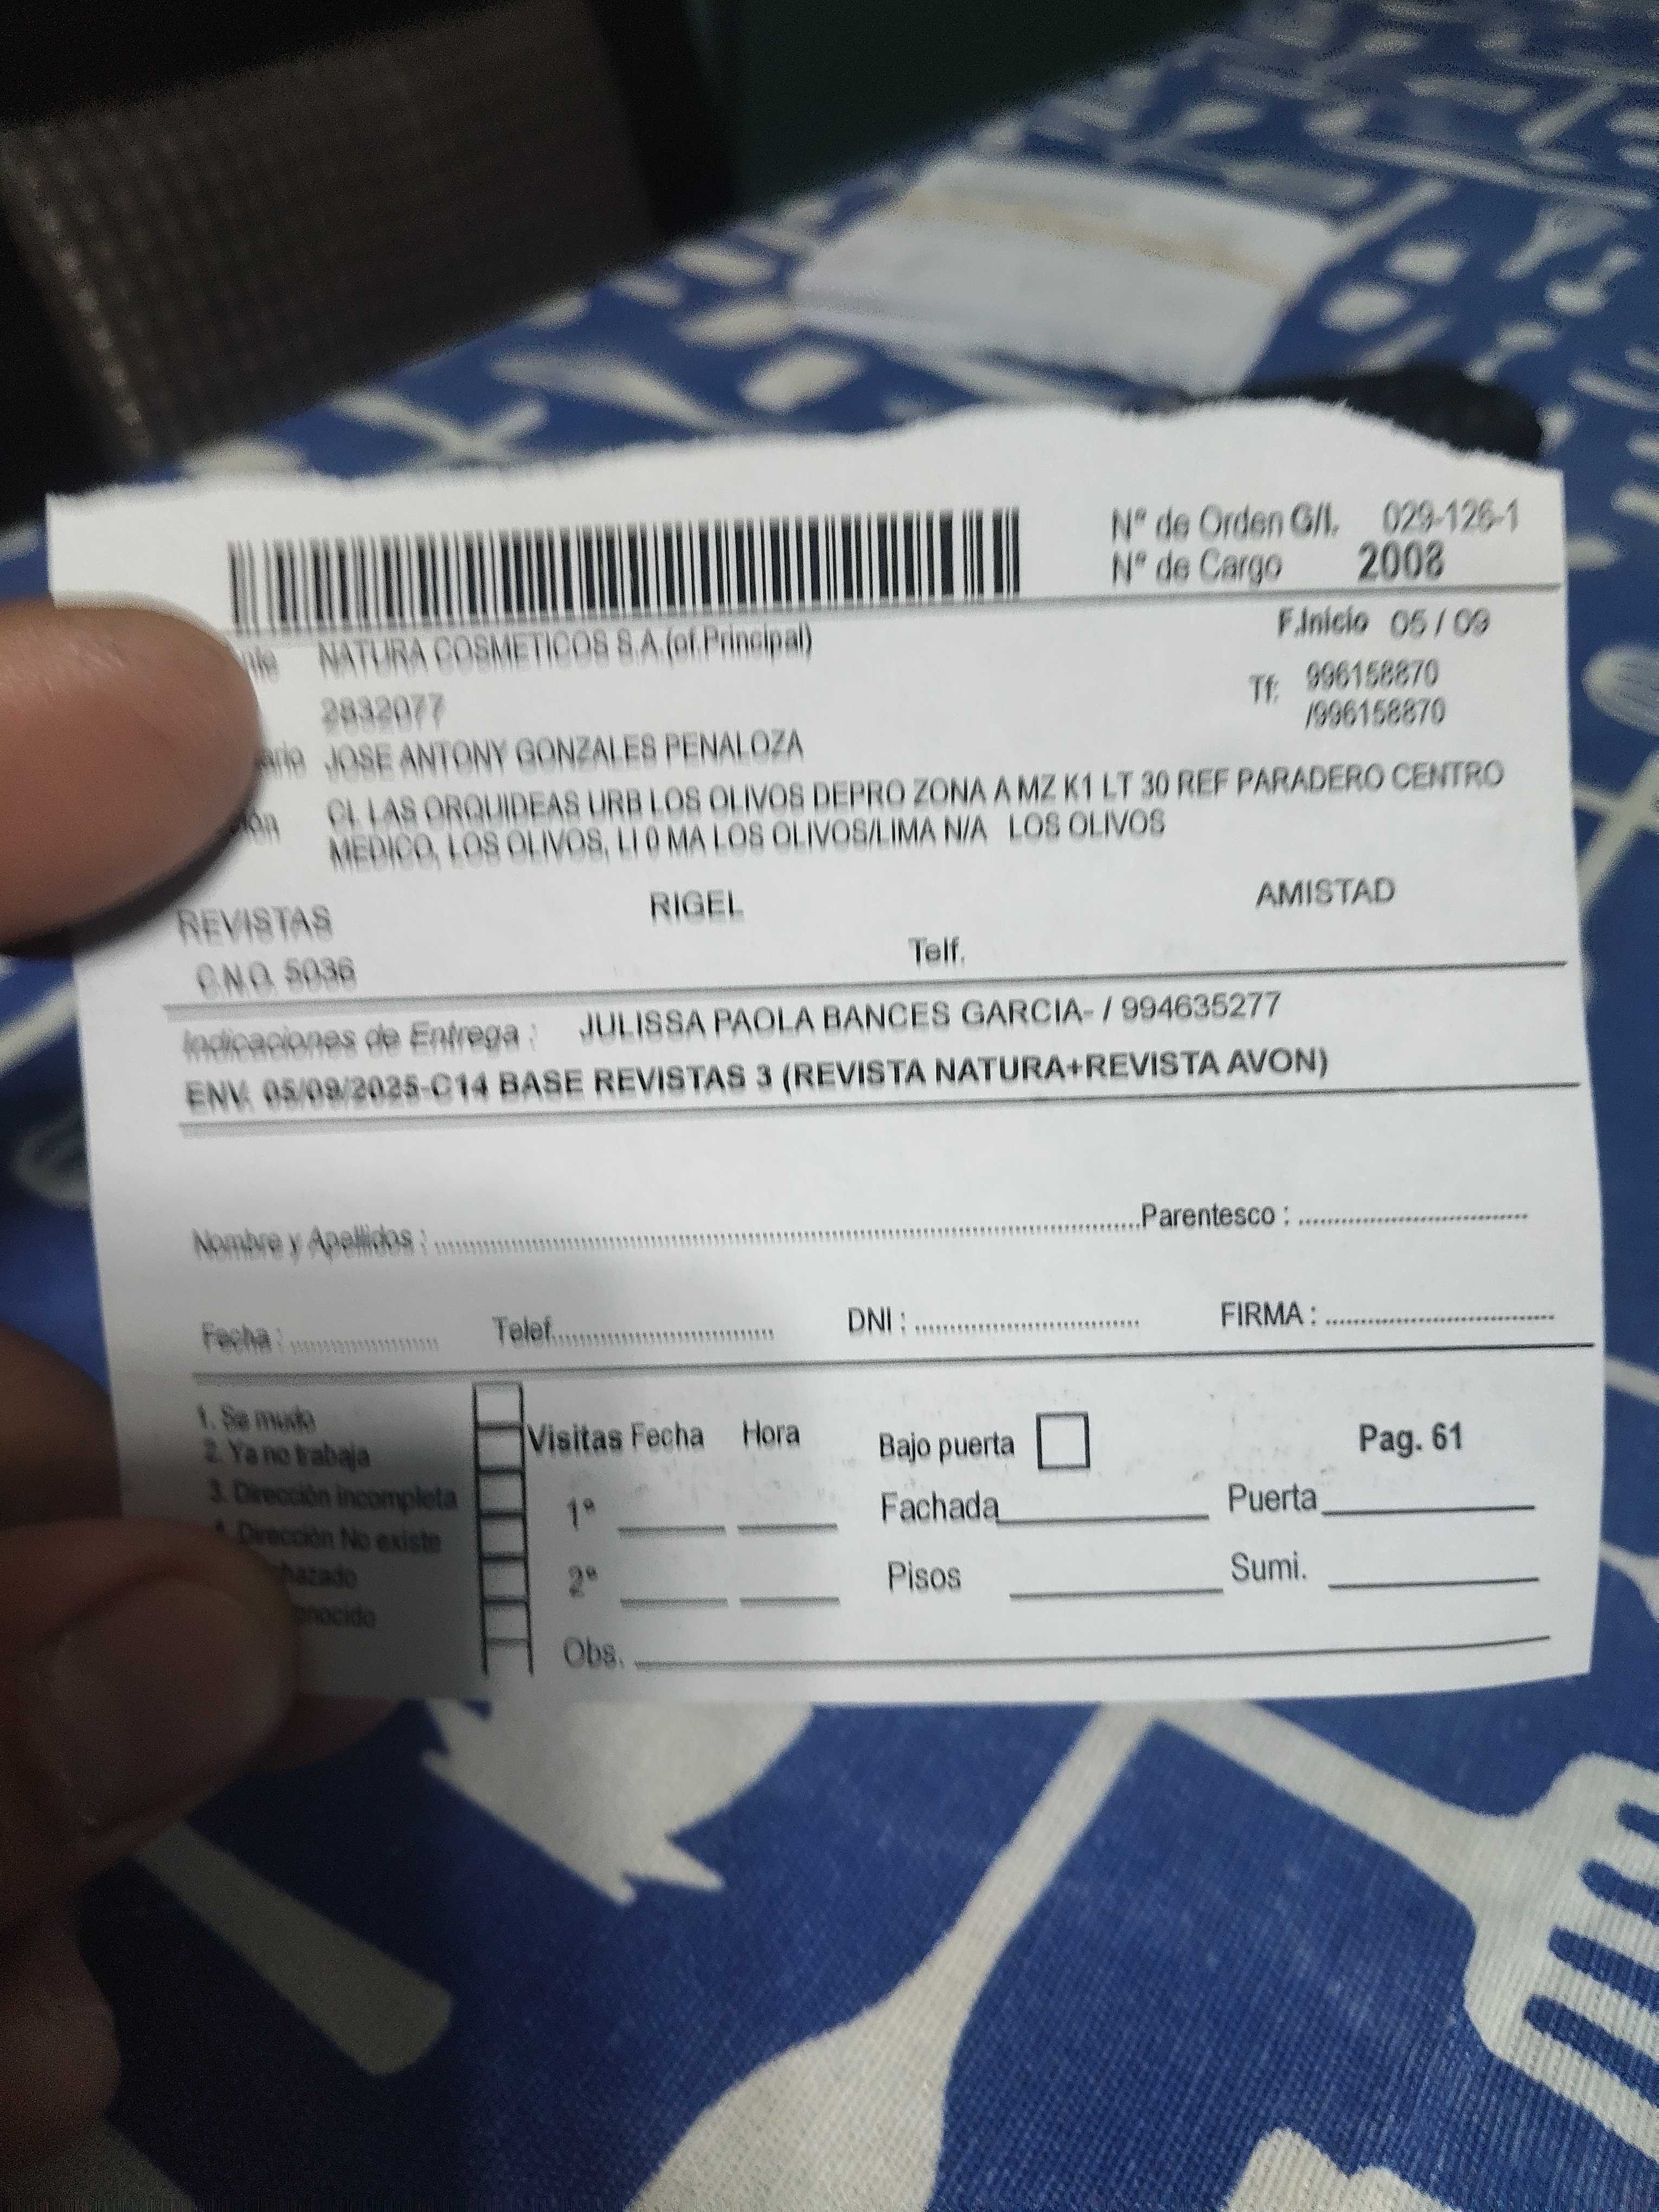 N° de Orden G/L 029-126-1
N° de Cargo 2008
F.Inicio 05 / 09
NATURA COSMETICOS S.A.(of.Principal)
2832077
Tf: 996158870
/996158870
JOSE ANTONY GONZALES PENALOZA
CL LAS ORQUIDEAS URB LOS OLIVOS DEPRO ZONA A MZ K1 LT 30 REF PARADERO CENTRO
MEDICO, LOS OLIVOS, LI 0 MA LOS OLIVOS/LIMA N/A LOS OLIVOS
REVISTAS RIGEL AMISTAD
C.N.O. 5036 Telf.
Indicaciones de Entrega : JULISSA PAOLA BANCES GARCIA- / 994635277
ENV. 05/09/2025-C14 BASE REVISTAS 3 (REVISTA NATURA+REVISTA AVON)
Nombre y Apellidos : Parentesco :
Fecha : Telef. DNI : FIRMA :
1. Se mudo
2. Ya no trabaja
3. Dirección incompleta
Dirección No existe
Visitas Fecha Hora Bajo puerta Pag. 61
1ª Fachada Puerta
2ª Pisos Sumi.
Obs.